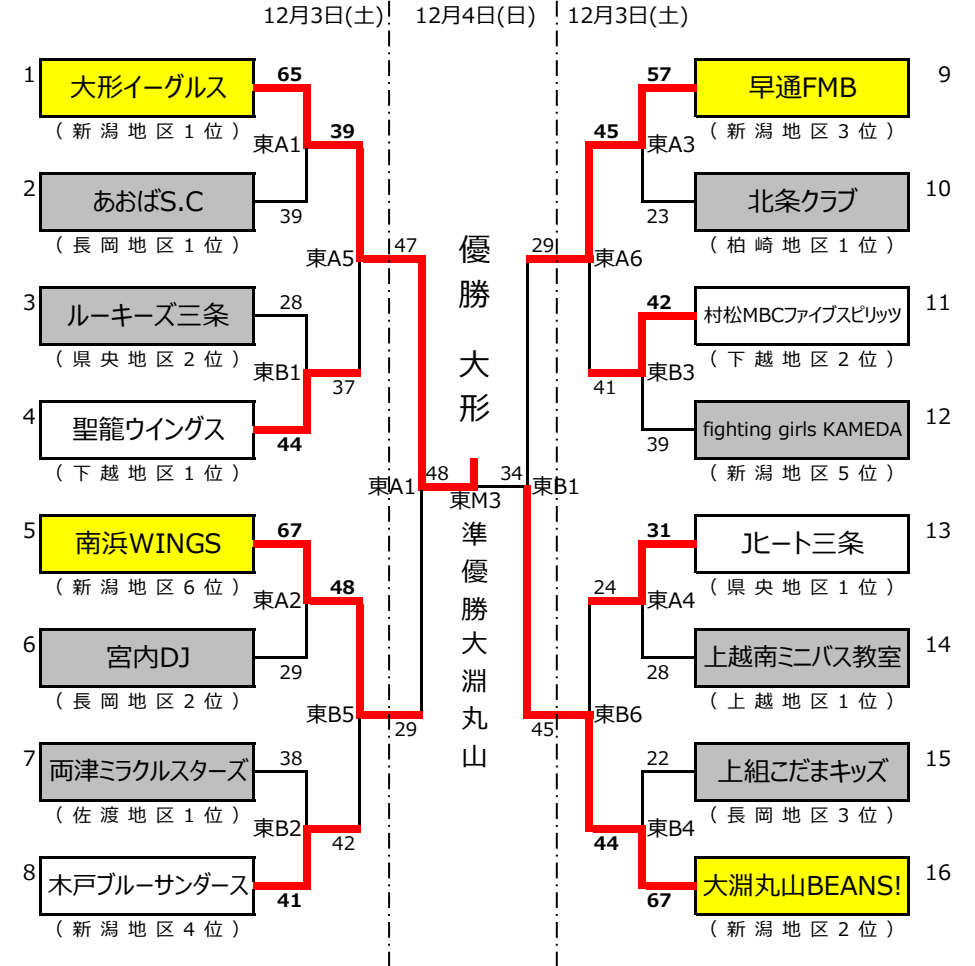 12月3日(土) 12月4日(日) 12月3日(土)
1 大形イーグルス 65
(新潟地区1位)
東A1 39
2 あおばS.C 39
(長岡地区1位)
東A5 47
3 ルーキーズ三条 28
(県央地区2位)
東B1 37
4 聖籠ウイングス 44
(下越地区1位)
東A1 48
5 南浜WINGS 67
(新潟地区6位)
東A2 48
6 宮内DJ 29
(長岡地区2位)
東B5 29
7 両津ミラクルスターズ 38
(佐渡地区1位)
東B2 42
8 木戸ブルーサンダース 41
(新潟地区4位)
優勝 大形
東M3
準優勝大淵丸山
57 早通FMB 9
(新潟地区3位)
45 東A3
23 北条クラブ 10
(柏崎地区1位)
29 東A6
42 村松MBCファイブスピリッツ 11
(下越地区2位)
41 東B3
39 fighting girls KAMEDA 12
(新潟地区5位)
34 東B1
31 Jヒート三条 13
(県央地区1位)
24 東A4
28 上越南ミニバス教室 14
(上越地区1位)
45 東B6
22 上組こだまキッズ 15
(長岡地区3位)
44 東B4
67 大淵丸山BEANS! 16
(新潟地区2位)